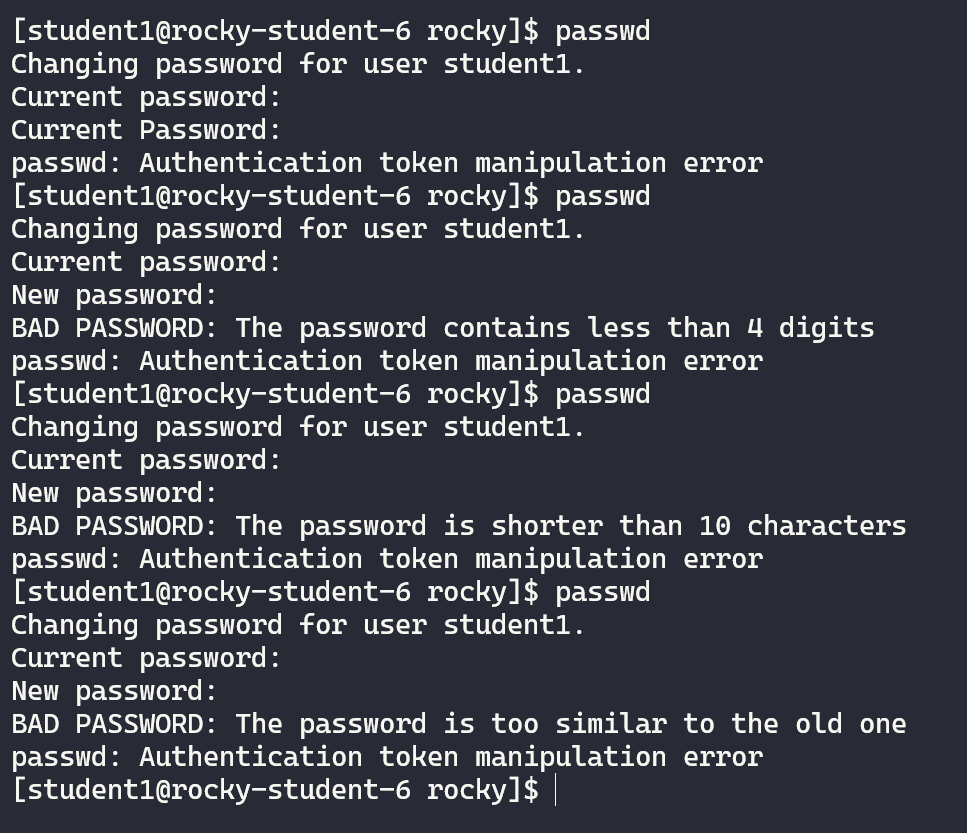 [student1@rocky-student-6 rocky]$ passwd
Changing password for user student1.
Current password:
Current Password:
passwd: Authentication token manipulation error
[student1@rocky-student-6 rocky]$ passwd
Changing password for user student1.
Current password:
New password:
BAD PASSWORD: The password contains less than 4 digits
passwd: Authentication token manipulation error
[student1@rocky-student-6 rocky]$ passwd
Changing password for user student1.
Current password:
New password:
BAD PASSWORD: The password is shorter than 10 characters
passwd: Authentication token manipulation error
[student1@rocky-student-6 rocky]$ passwd
Changing password for user student1.
Current password:
New password:
BAD PASSWORD: The password is too similar to the old one
passwd: Authentication token manipulation error
[student1@rocky-student-6 rocky]$